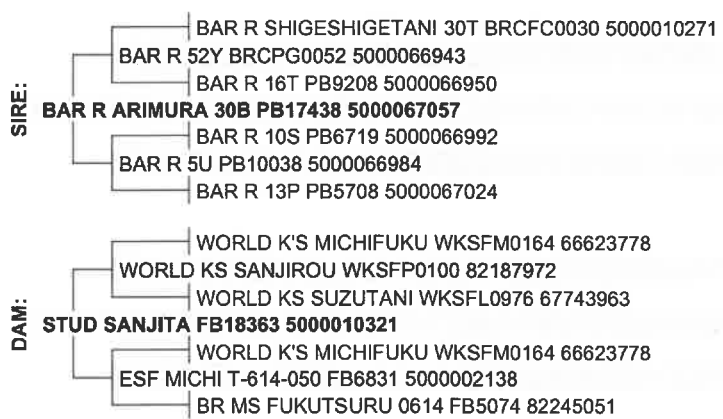 SIRE:
BAR R SHIGESHIGETANI 30T BRCFC0030 5000010271
BAR R 52Y BRCPG0052 5000066943
BAR R 16T PB9208 5000066950
BAR R ARIMURA 30B PB17438 5000067057
BAR R 10S PB6719 5000066992
BAR R 5U PB10038 5000066984
BAR R 13P PB5708 5000067024
DAM:
WORLD K'S MICHIFUKU WKSFM0164 66623778
WORLD KS SANJIROU WKSFP0100 82187972
WORLD KS SUZUTANI WKSFL0976 67743963
STUD SANJITA FB18363 5000010321
WORLD K'S MICHIFUKU WKSFM0164 66623778
ESF MICHI T-614-050 FB6831 5000002138
BR MS FUKUTSURU 0614 FB5074 82245051